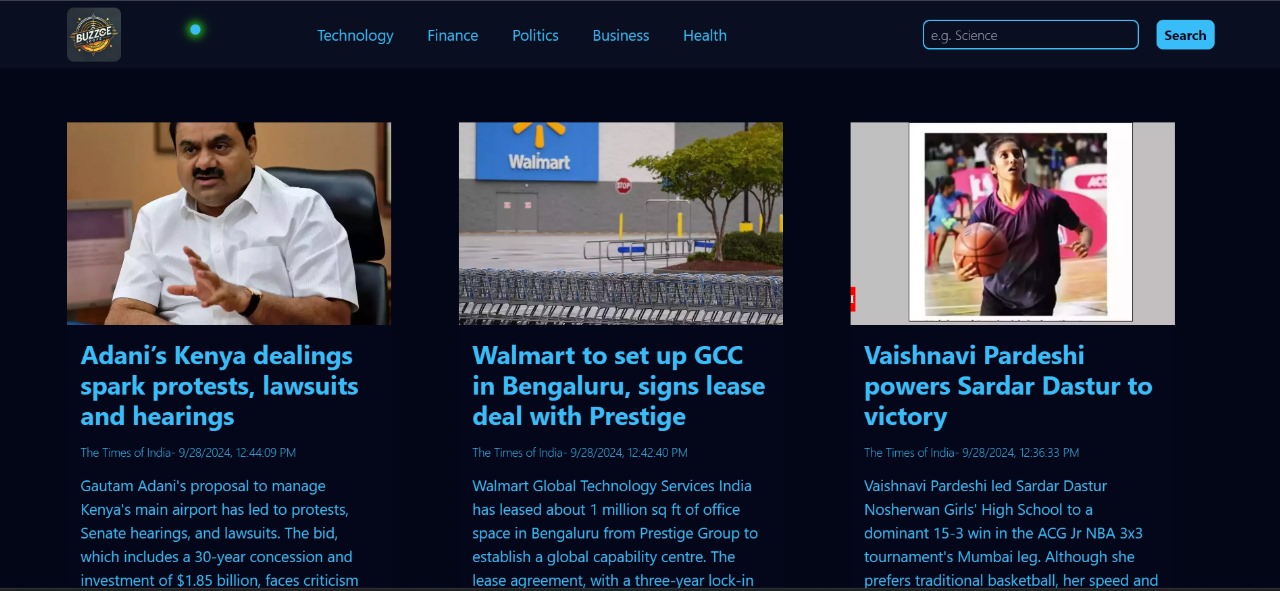 BUZZGE
Technology
Finance
Politics
Business
Health
e.g. Science
Search
Walmart
STOP
Adani’s Kenya dealings
spark protests, lawsuits
and hearings
The Times of India- 9/28/2024, 12:44:09 PM
Gautam Adani's proposal to manage
Kenya's main airport has led to protests,
Senate hearings, and lawsuits. The bid,
which includes a 30-year concession and
investment of $1.85 billion, faces criticism
Walmart to set up GCC
in Bengaluru, signs lease
deal with Prestige
The Times of India- 9/28/2024, 12:42:40 PM
Walmart Global Technology Services India
has leased about 1 million sq ft of office
space in Bengaluru from Prestige Group to
establish a global capability centre. The
lease agreement, with a three-year lock-in
Vaishnavi Pardeshi
powers Sardar Dastur to
victory
The Times of India- 9/28/2024, 12:36:33 PM
Vaishnavi Pardeshi led Sardar Dastur
Nosherwan Girls' High School to a
dominant 15-3 win in the ACG Jr NBA 3x3
tournament's Mumbai leg. Although she
prefers traditional basketball, her speed and